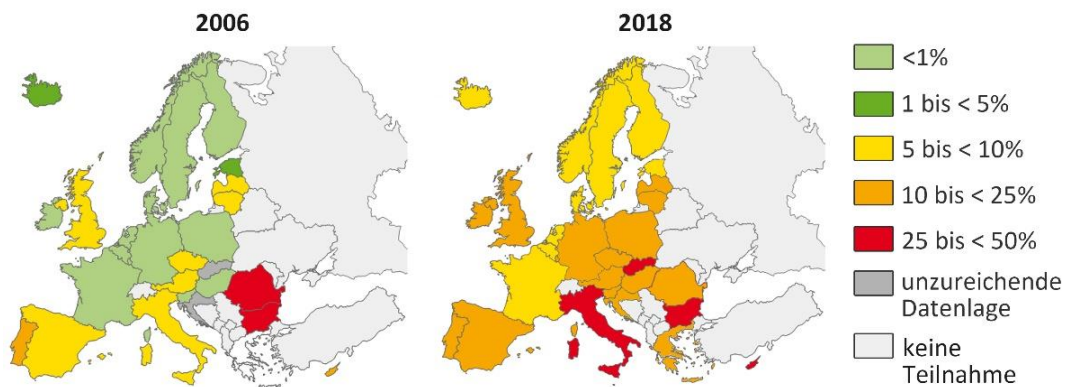 2006
2018
<1%
1 bis < 5%
5 bis < 10%
10 bis < 25%
25 bis < 50%
unzureichende
Datenlage
keine
Teilnahme